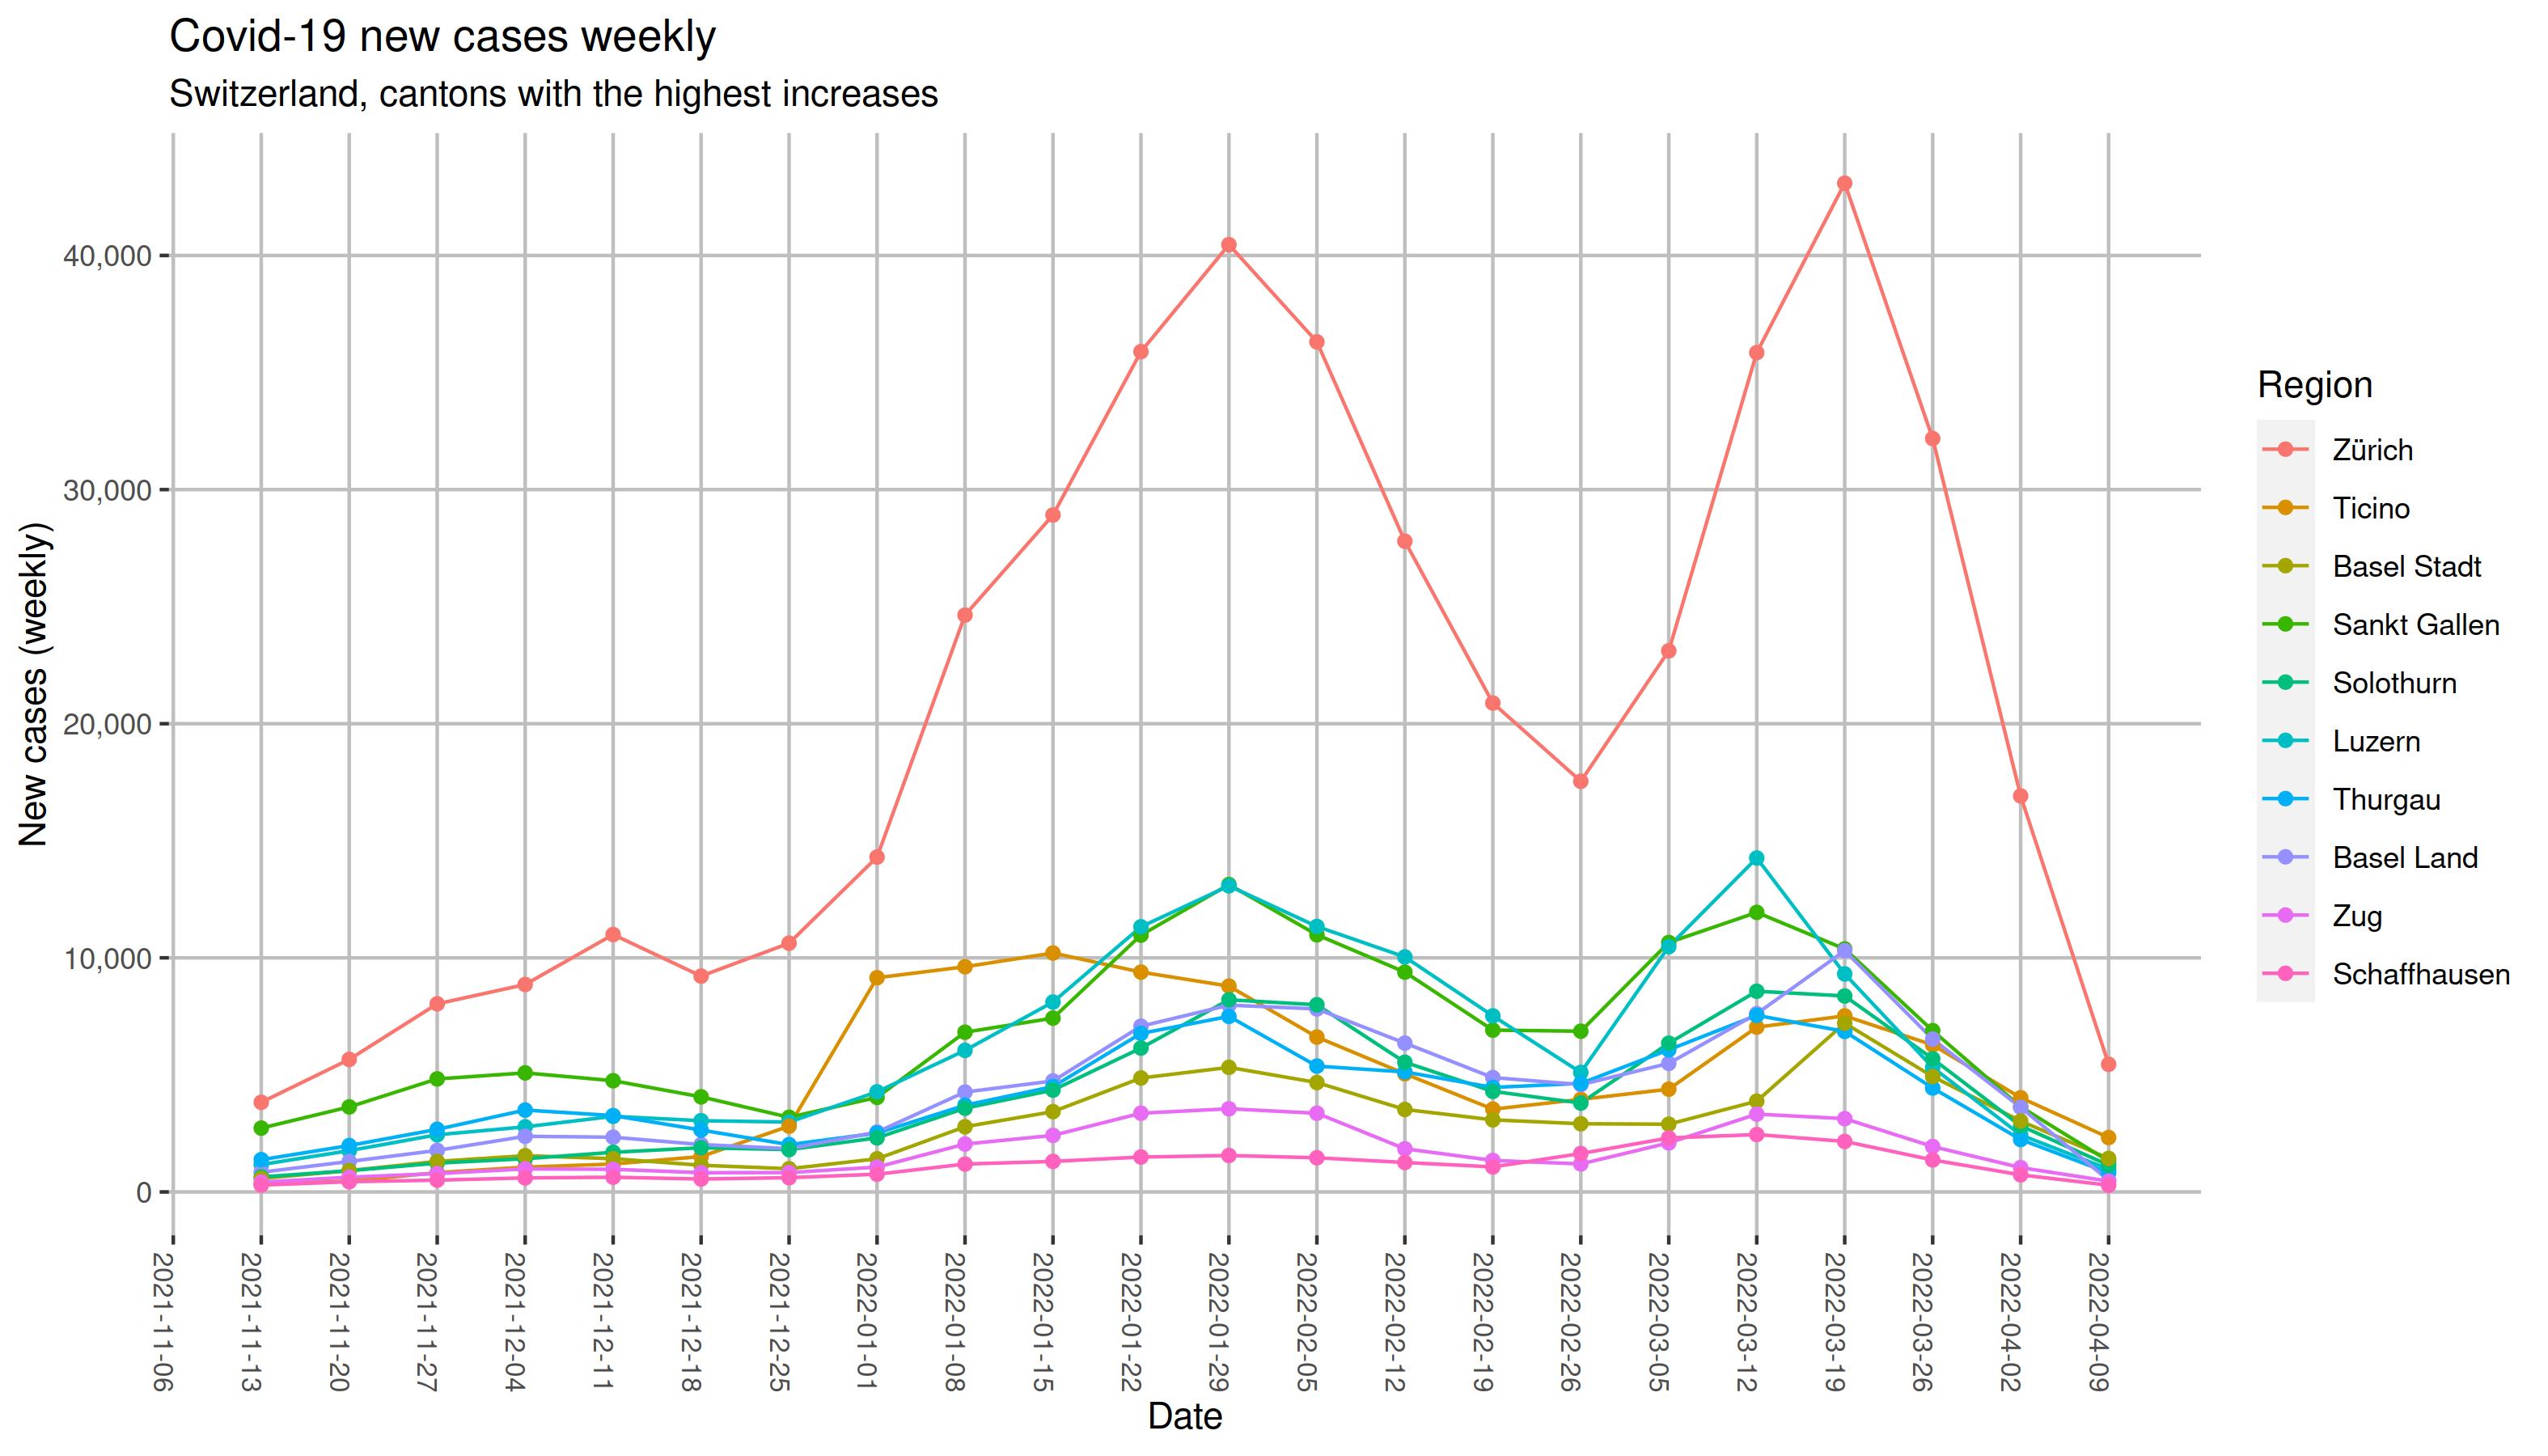 Covid-19 new cases weekly
Switzerland, cantons with the highest increases
New cases (weekly)
40,000
30,000
20,000
10,000
0
2021-11-06
2021-11-13
2021-11-20
2021-11-27
2021-12-04
2021-12-11
2021-12-18
2021-12-25
2022-01-01
2022-01-08
2022-01-15
2022-01-22
2022-01-29
2022-02-05
2022-02-12
2022-02-19
2022-02-26
2022-03-05
2022-03-12
2022-03-19
2022-03-26
2022-04-02
2022-04-09
Date
Region
Zürich
Ticino
Basel Stadt
Sankt Gallen
Solothurn
Luzern
Thurgau
Basel Land
Zug
Schaffhausen